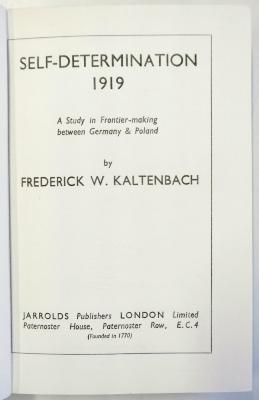 SELF-DETERMINATION
1919
A Study in Frontier-making
between Germany & Poland
by
FREDERICK W. KALTENBACH
JARROLDS Publishers LONDON Limited
Paternoster House, Paternoster Row, E.C.4
(Founded in 1770)